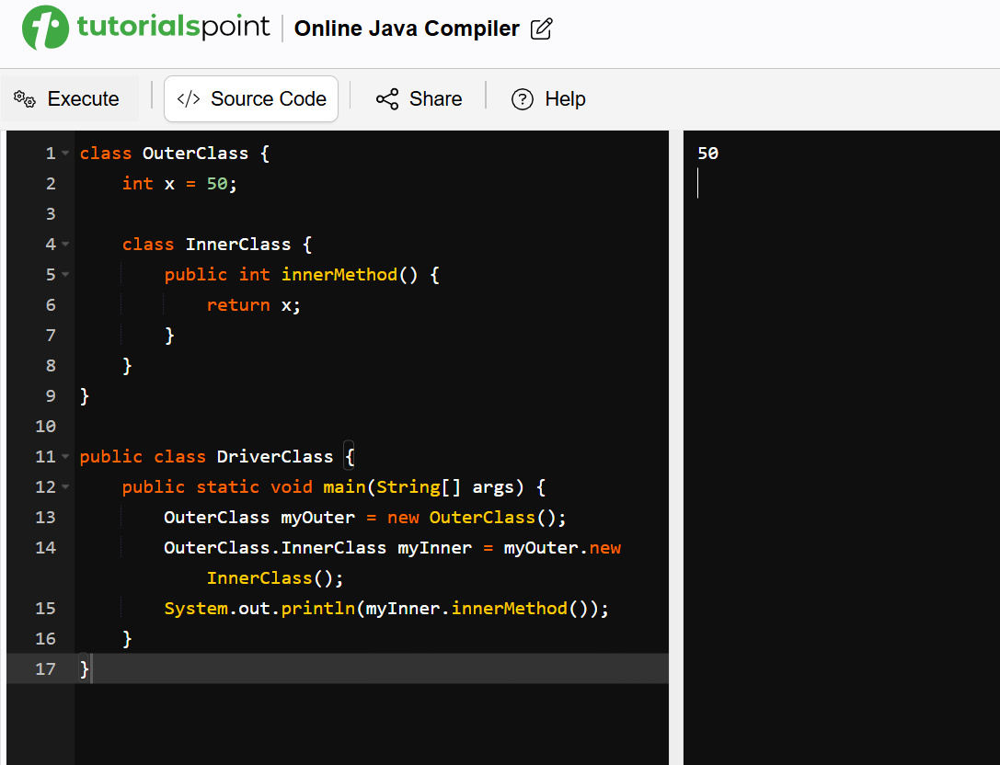 tutorialspoint Online Java Compiler
Execute Source Code Share Help
1 class OuterClass {
2     int x = 50;
3
4     class InnerClass {
5         public int innerMethod() {
6             return x;
7         }
8     }
9 }
10
11 public class DriverClass {
12     public static void main(String[] args) {
13         OuterClass myOuter = new OuterClass();
14         OuterClass.InnerClass myInner = myOuter.new
            InnerClass();
15         System.out.println(myInner.innerMethod());
16     }
17 }
50